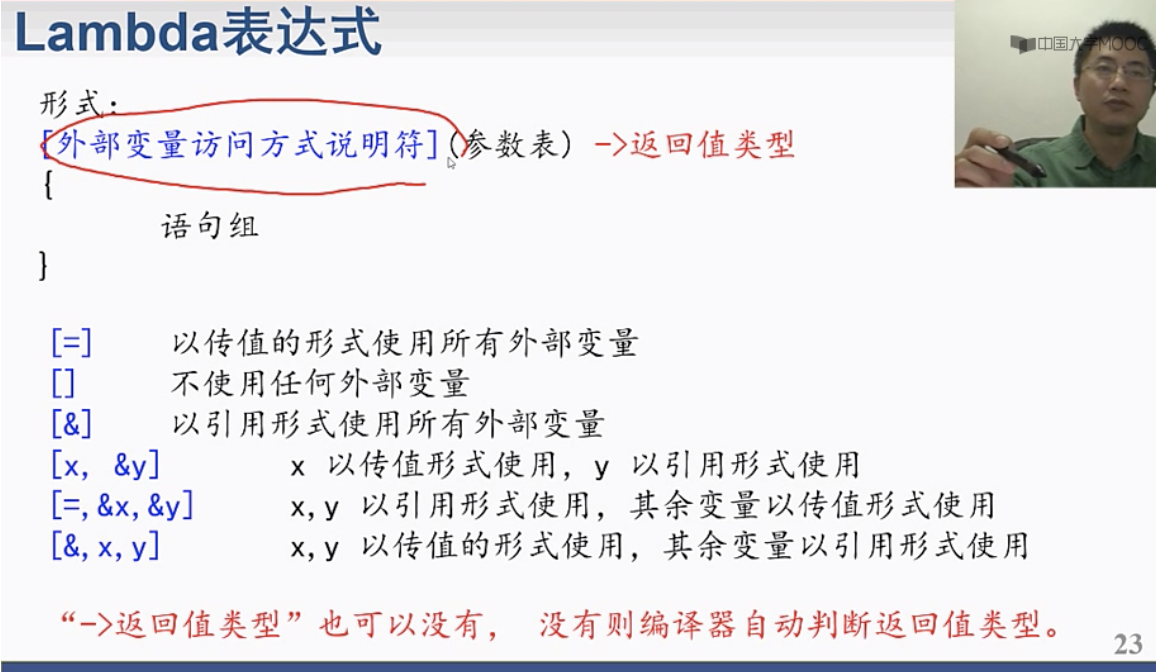 Lambda表达式
中国大学MOOC
形式:
[外部变量访问方式说明符](参数表) ->返回值类型
{
语句组
}
[=] 以传值的形式使用所有外部变量
[] 不使用任何外部变量
[&] 以引用形式使用所有外部变量
[x, &y] x 以传值形式使用, y 以引用形式使用
[=,&x,&y] x,y 以引用形式使用, 其余变量以传值形式使用
[&,x,y] x,y 以传值的形式使用, 其余变量以引用形式使用
“->返回值类型”也可以没有, 没有则编译器自动判断返回值类型。
23